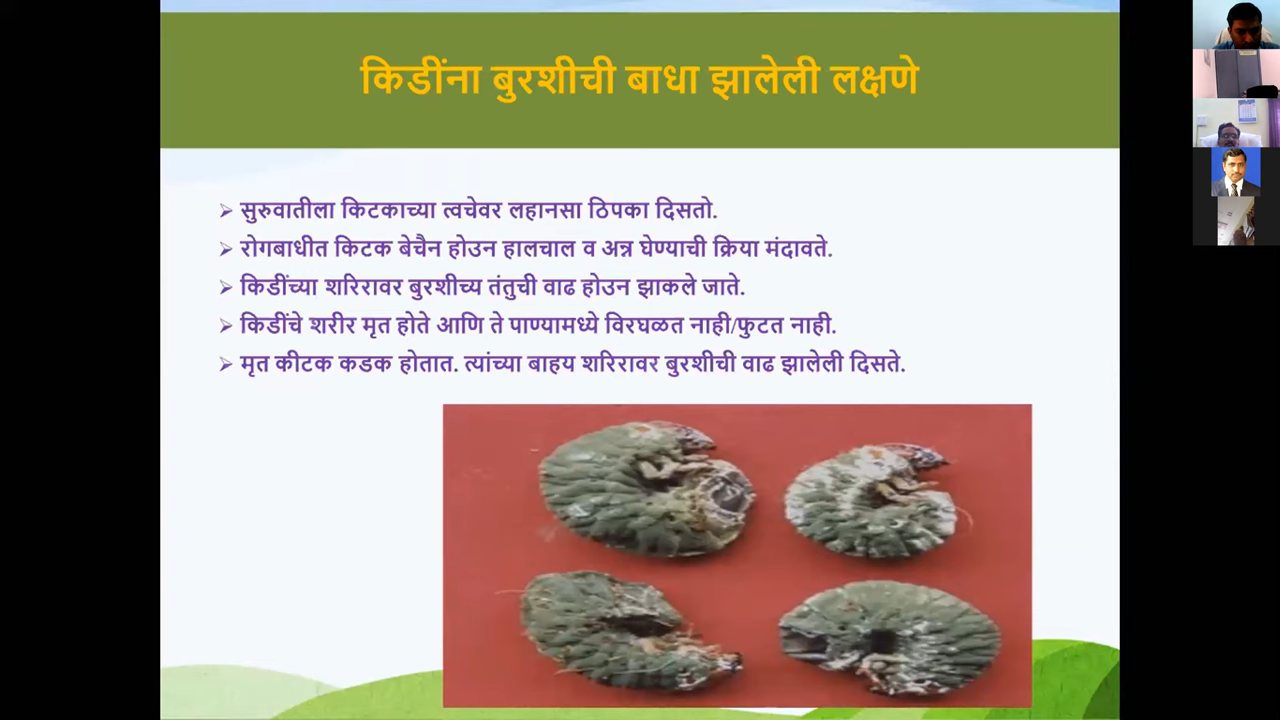 किडींना बुरशीची बाधा झालेली लक्षणे
सुरुवातीला किटकाच्या त्वचेवर लहानसा ठिपका दिसतो.
रोगबाधीत किटक बेचैन होउन हालचाल व अन्न घेण्याची क्रिया मंदावते.
किडींच्या शरिरावर बुरशीच्य तंतुची वाढ होउन झाकले जाते.
किडींचे शरीर मृत होते आणि ते पाण्यामध्ये विरघळत नाही/फुटत नाही.
मृत कीटक कडक होतात. त्यांच्या बाहय शरिरावर बुरशीची वाढ झालेली दिसते.